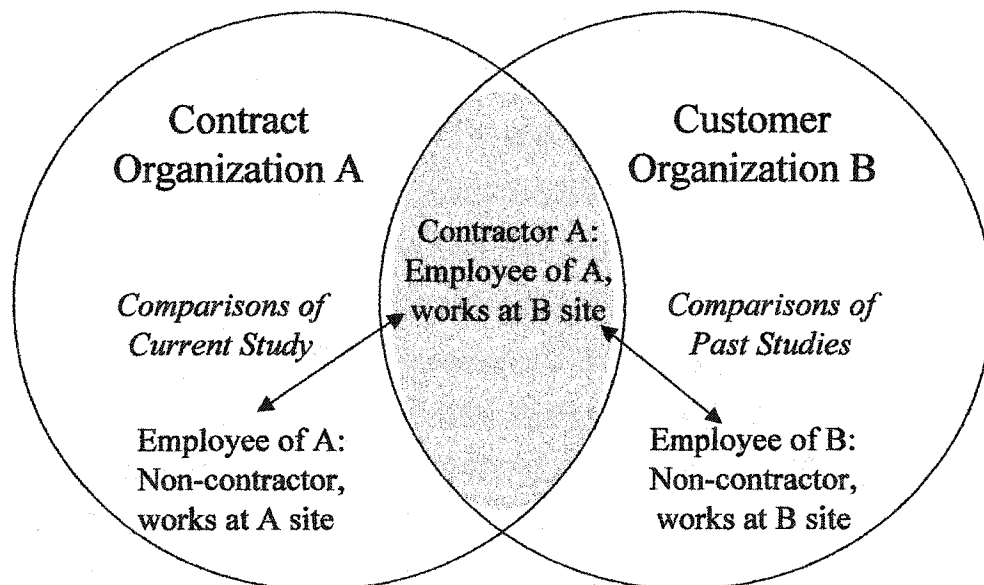 Contract
Organization A
Customer
Organization B
Contractor A:
Employee of A,
works at B site
Comparisons of
Current Study
Comparisons of
Past Studies
Employee of A:
Non-contractor,
works at A site
Employee of B:
Non-contractor,
works at B site